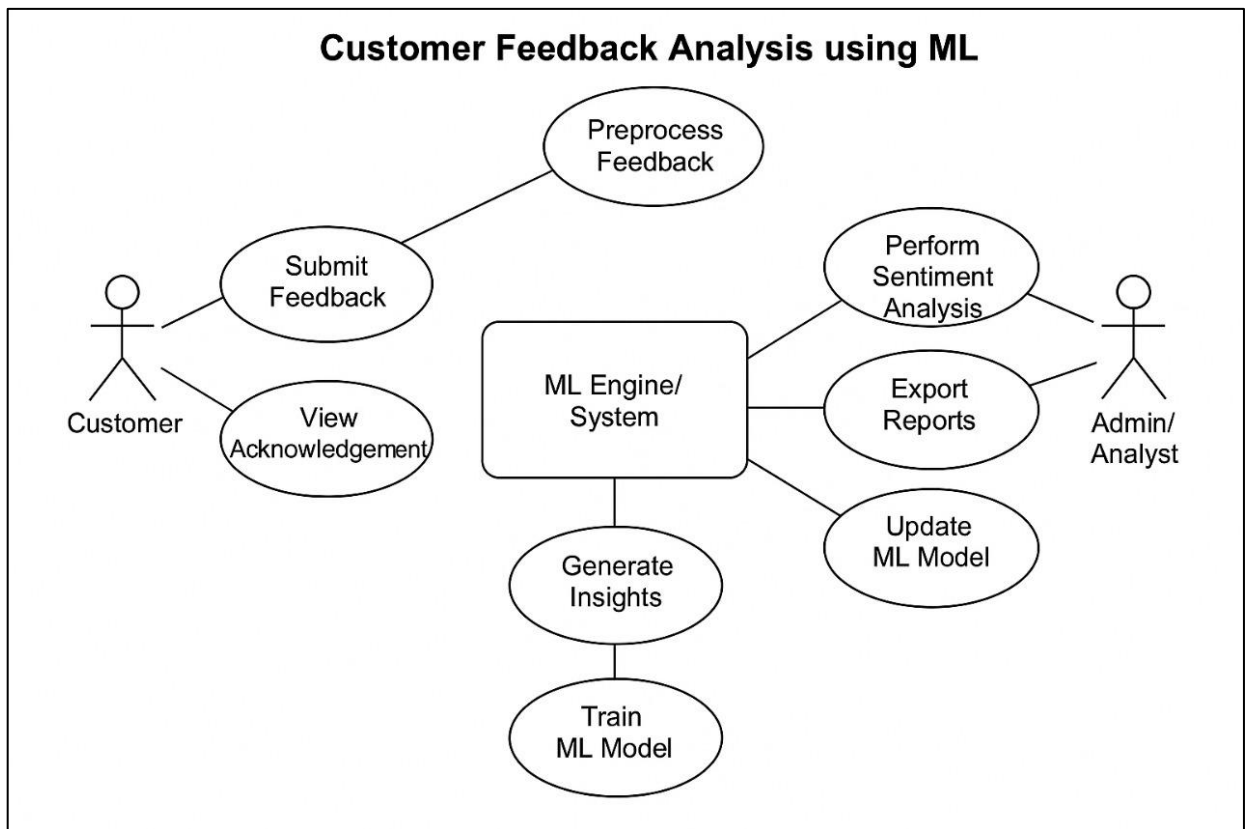 Customer Feedback Analysis using ML
Preprocess
Feedback
Submit
Feedback
Perform
Sentiment
Analysis
Customer
View
Acknowledgement
ML Engine/
System
Export
Reports
Admin/
Analyst
Update
ML Model
Generate
Insights
Train
ML Model